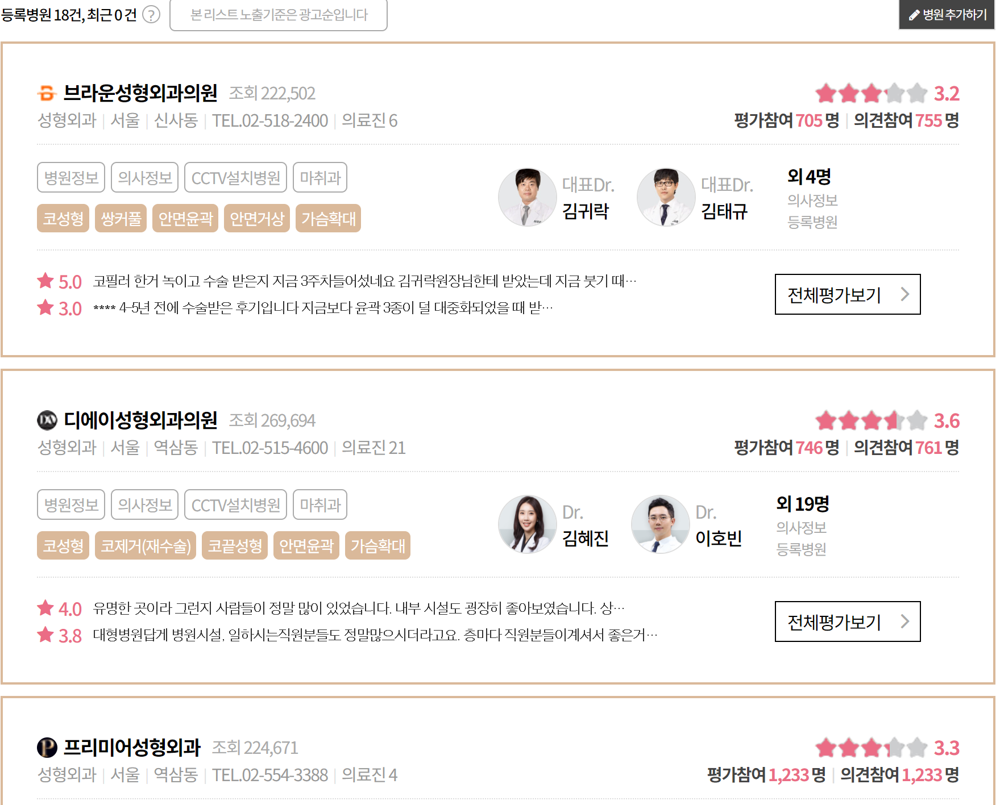 등록병원 18건, 최근 0 건 ? 본 리스트 노출기준은 광고순입니다 병원 추가하기
브라운성형외과의원 조회 222,502 3.2
성형외과 | 서울 | 신사동 | TEL.02-518-2400 | 의료진 6 평가참여 705 명 | 의견참여 755 명
병원정보 의사정보 CCTV설치병원 마취과
코성형 쌍커풀 안면윤곽 안면거상 가슴확대
대표Dr.
김귀락
대표Dr.
김태규
외 4명
의사정보
등록병원
5.0 코필러 한거 녹이고 수술 받은지 지금 3주차들어섰네요 김귀락원장님한테 받았는데 지금 붓기 때…
3.0 **** 4-5년 전에 수술받은 후기입니다 지금보다 윤곽 3종이 덜 대중화되었을 때 받…
전체평가보기
디에이성형외과의원 조회 269,694 3.6
성형외과 | 서울 | 역삼동 | TEL.02-515-4600 | 의료진 21 평가참여 746 명 | 의견참여 761 명
병원정보 의사정보 CCTV설치병원 마취과
코성형 코제거(재수술) 코끝성형 안면윤곽 가슴확대
Dr.
김혜진
Dr.
이호빈
외 19명
의사정보
등록병원
4.0 유명한 곳이라 그런지 사람들이 정말 많이 있었습니다. 내부 시설도 굉장히 좋아보였습니다. 상…
3.8 대형병원답게 병원시설, 일하시는직원분들도 정말많으시더라고요. 층마다 직원분들이계셔서 좋은거…
전체평가보기
프리미어성형외과 조회 224,671 3.3
성형외과 | 서울 | 역삼동 | TEL.02-554-3388 | 의료진 4 평가참여 1,233 명 | 의견참여 1,233 명